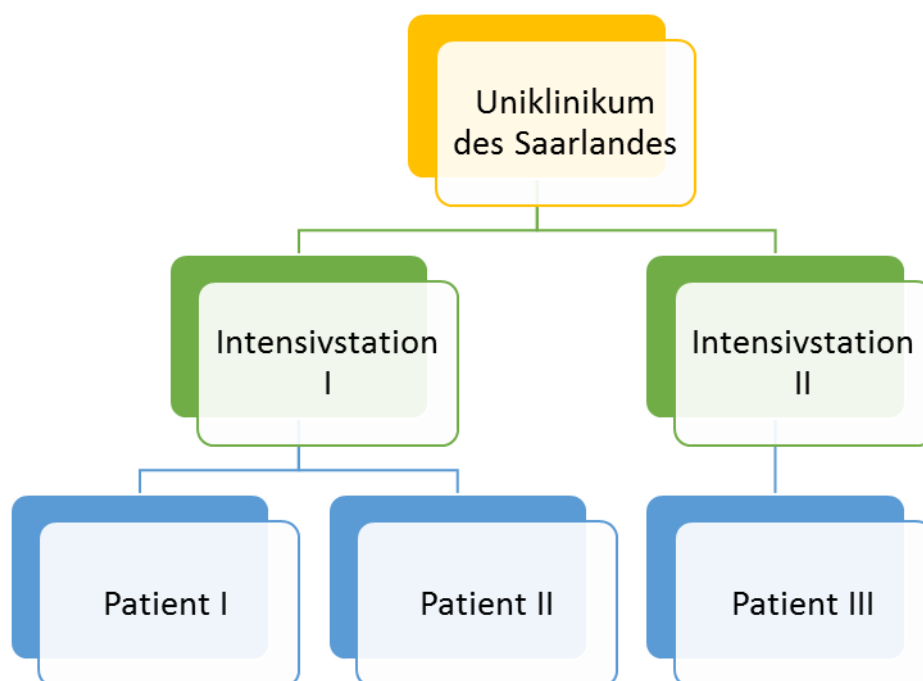 Uniklinikum
des Saarlandes
Intensivstation
I
Intensivstation
II
Patient I
Patient II
Patient III